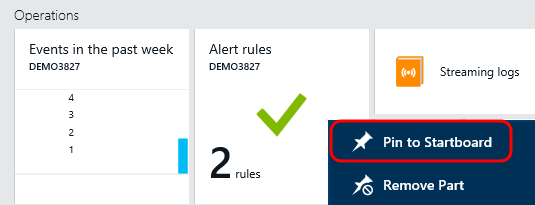 Operations
Events in the past week
DEMO3827
4
3
2
1
Alert rules
DEMO3827
2 rules
Streaming logs
Pin to Startboard
Remove Part